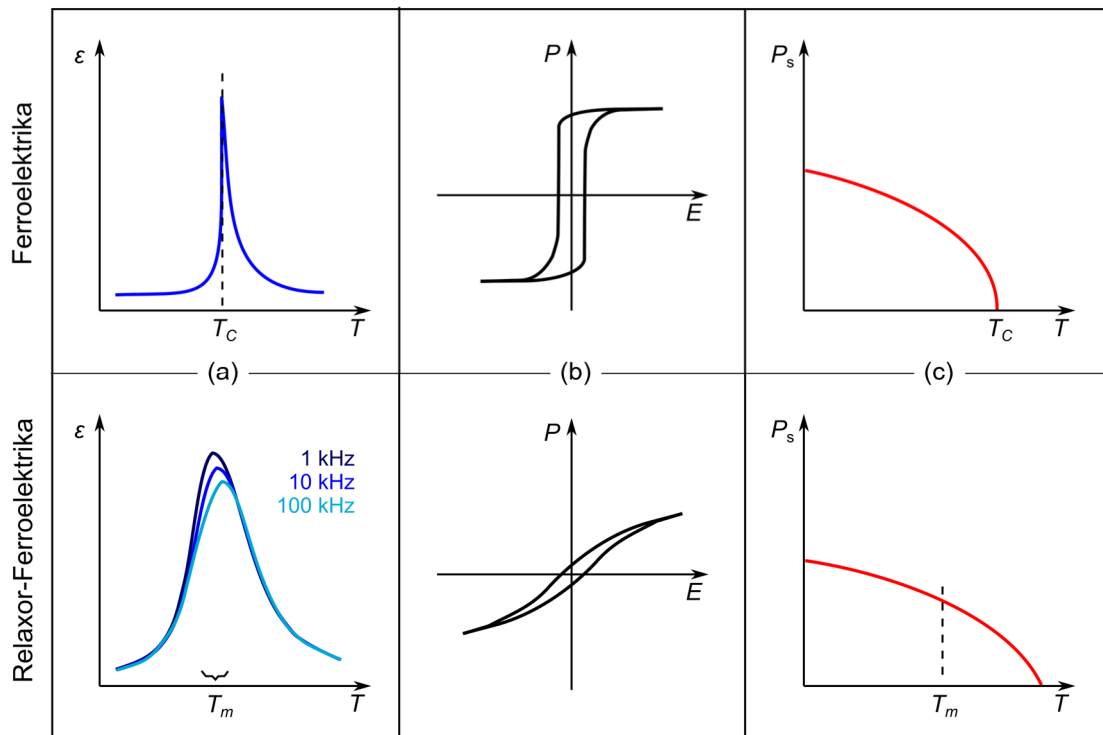 Ferroelektrika
ε
T_C
T
P
E
P_s
T_C
T
(a)
(b)
(c)
Relaxor-Ferroelektrika
ε
1 kHz
10 kHz
100 kHz
T_m
T
P
E
P_s
T_m
T